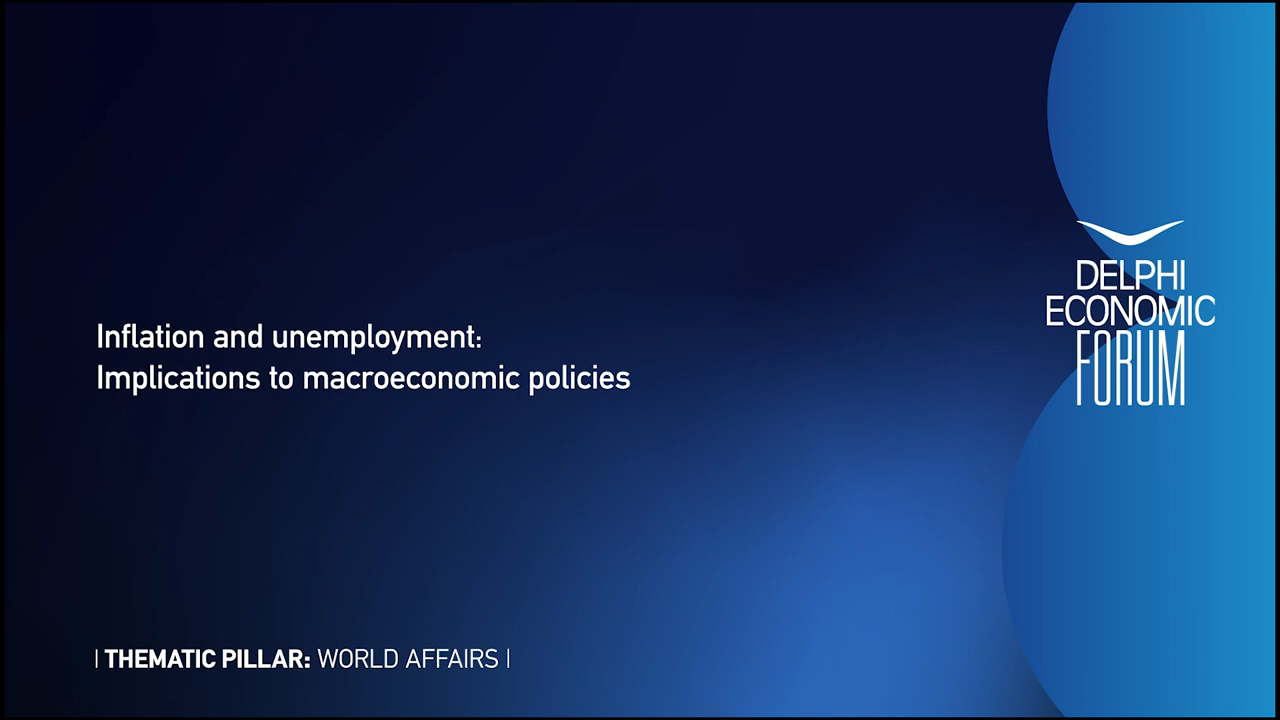 Inflation and unemployment:
Implications to macroeconomic policies
DELPHI
ECONOMIC
FORUM
| THEMATIC PILLAR: WORLD AFFAIRS |